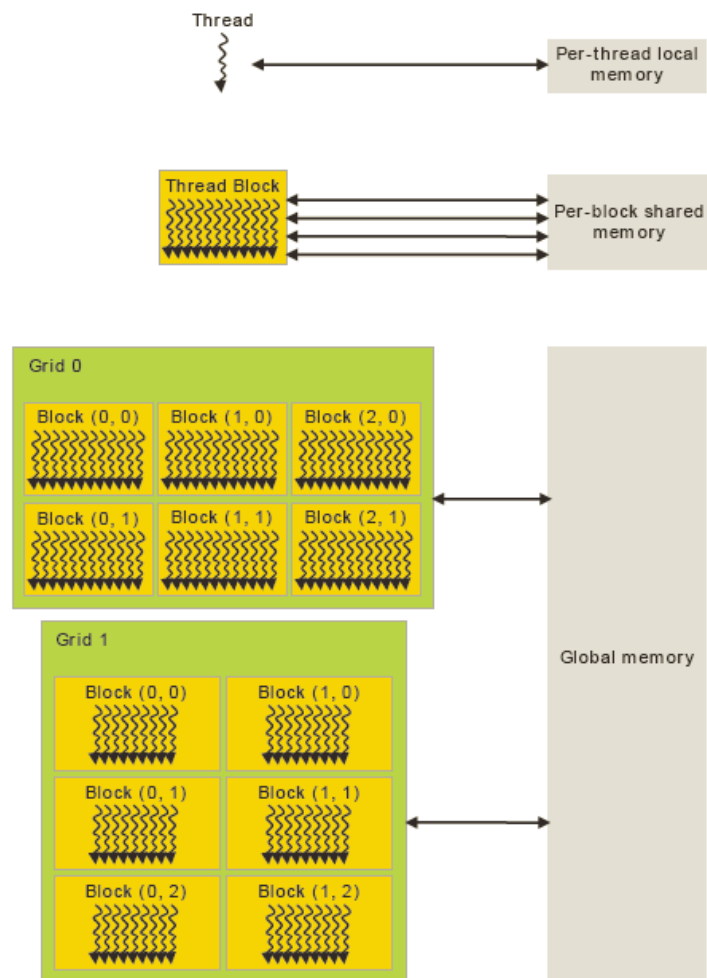 Thread
Per-thread local
memory
Thread Block
Per-block shared
memory
Grid 0
Block (0, 0)
Block (1, 0)
Block (2, 0)
Block (0, 1)
Block (1, 1)
Block (2, 1)
Global memory
Grid 1
Block (0, 0)
Block (1, 0)
Block (0, 1)
Block (1, 1)
Block (0, 2)
Block (1, 2)